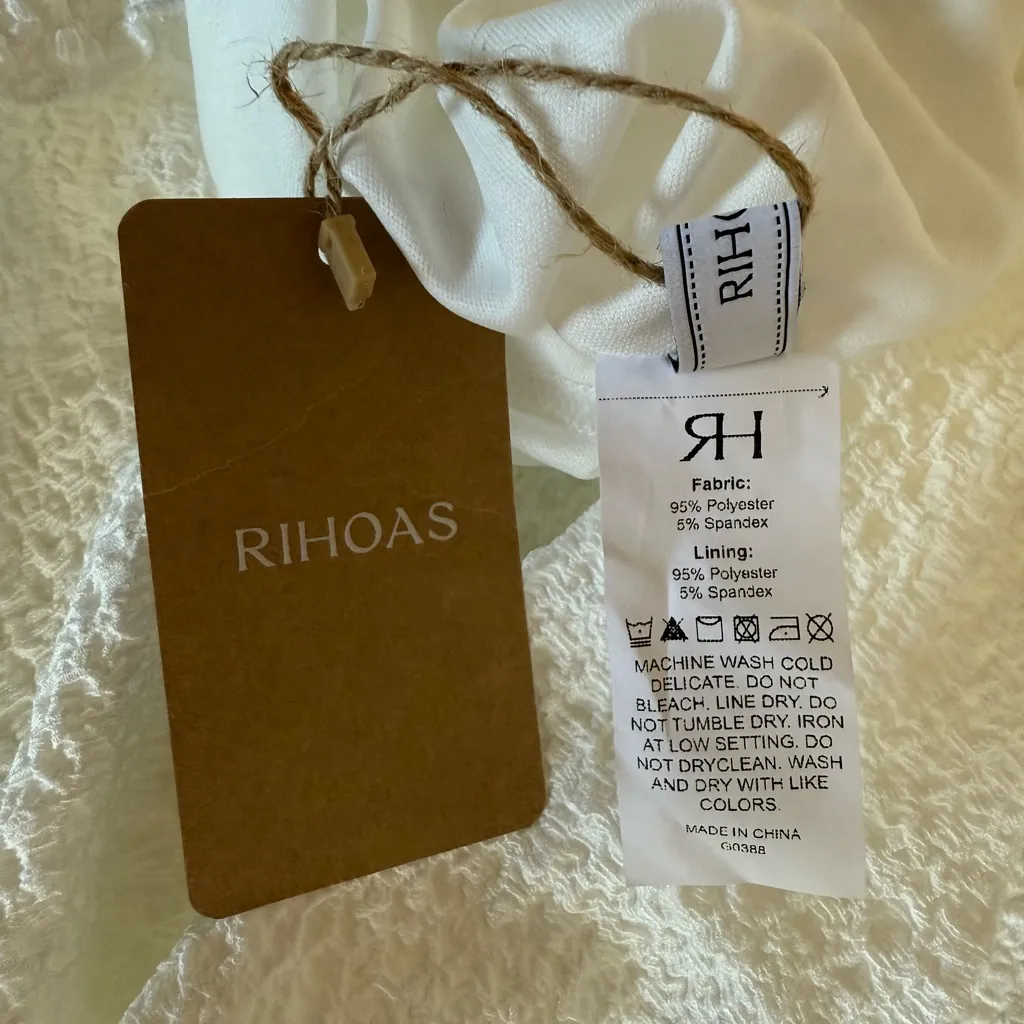 RIHOAS
RIHO
RH
Fabric:
95% Polyester
5% Spandex
Lining:
95% Polyester
5% Spandex
MACHINE WASH COLD
DELICATE. DO NOT
BLEACH. LINE DRY. DO
NOT TUMBLE DRY. IRON
AT LOW SETTING. DO
NOT DRYCLEAN. WASH
AND DRY WITH LIKE
COLORS.
MADE IN CHINA
G0388